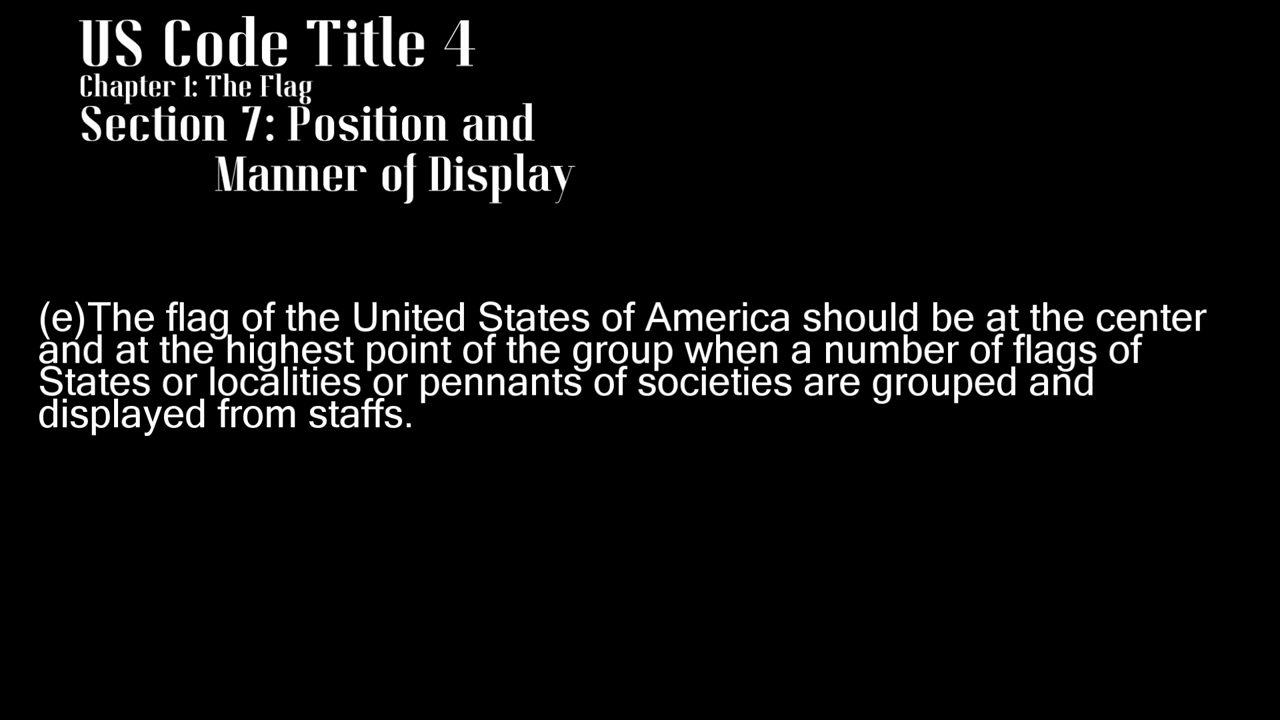 US Code Title 4
Chapter 1: The Flag
Section 7: Position and
Manner of Display
(e)The flag of the United States of America should be at the center
and at the highest point of the group when a number of flags of
States or localities or pennants of societies are grouped and
displayed from staffs.